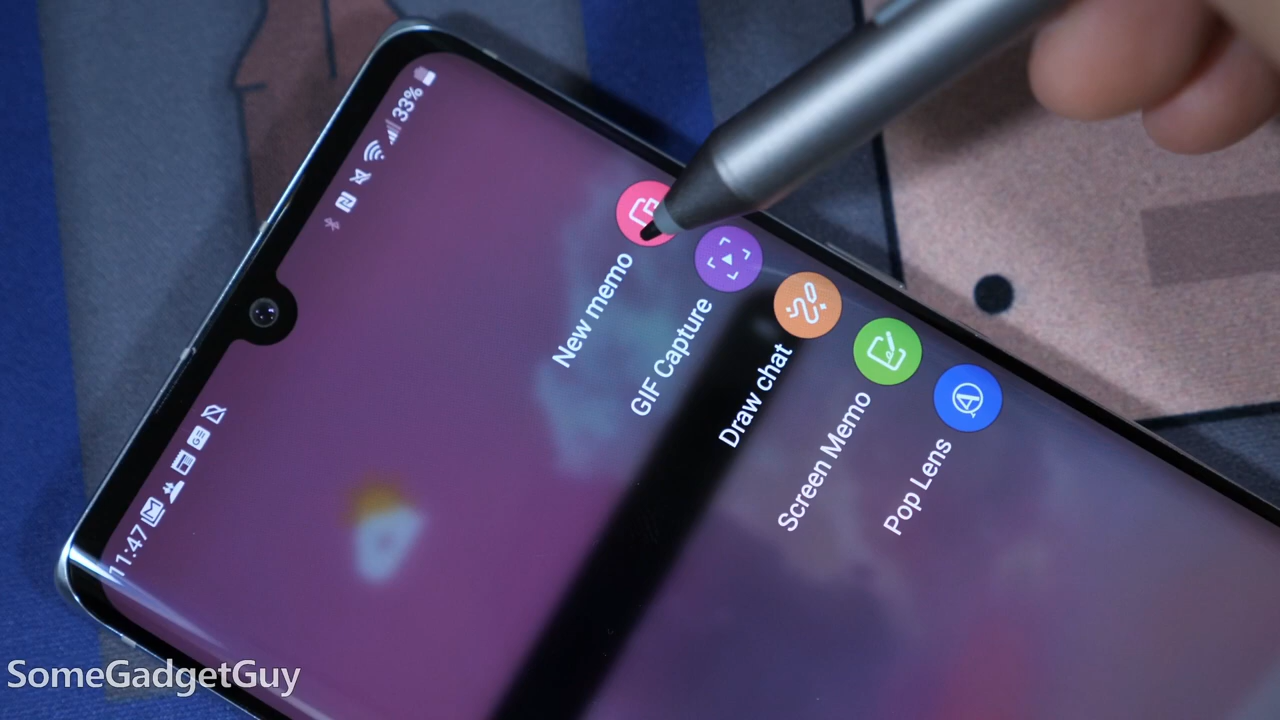 11:47
33%
New memo
GIF Capture
Draw chat
Screen Memo
Pop Lens
SomeGadgetGuy